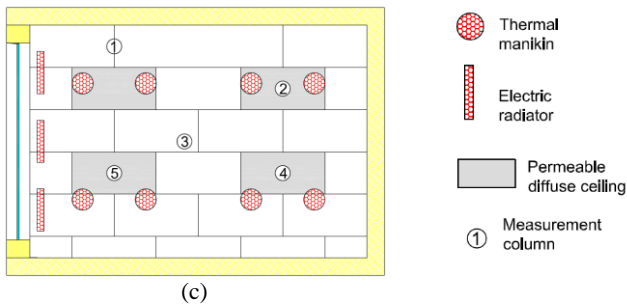 1
2
3
5
4
(c)
Thermal
manikin
Electric
radiator
Permeable
diffuse ceiling
1
Measurement
column